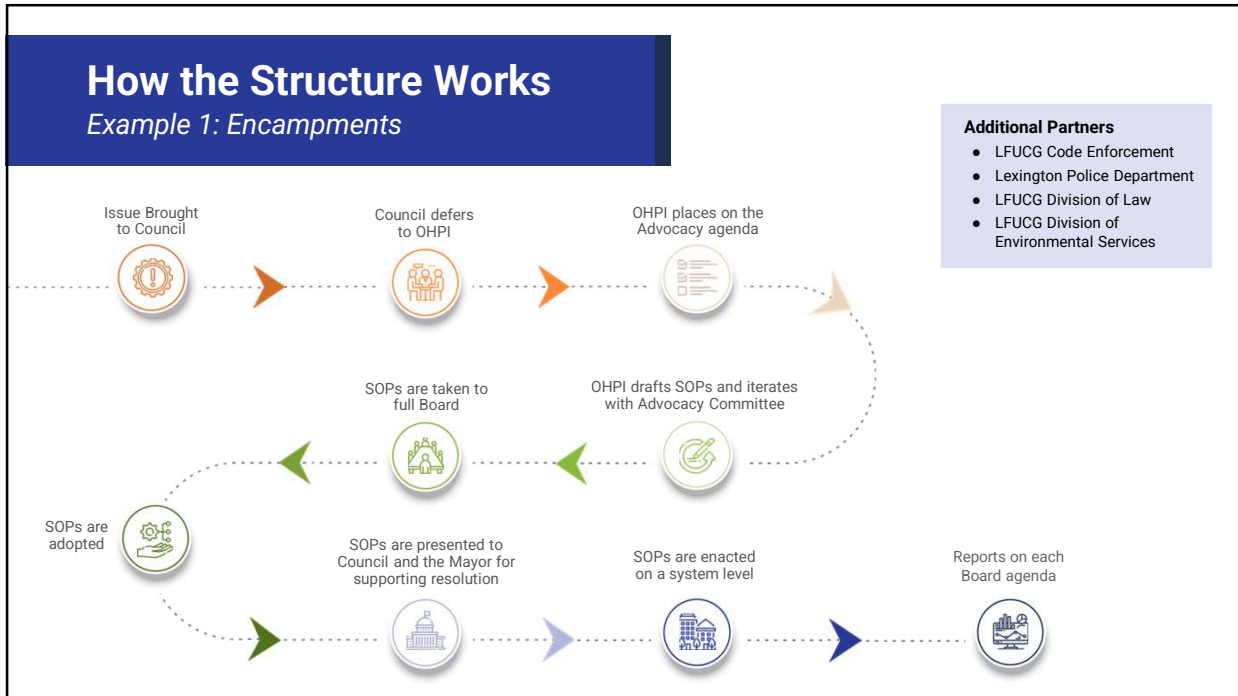 How the Structure Works
Example 1: Encampments
Additional Partners
● LFUCG Code Enforcement
● Lexington Police Department
● LFUCG Division of Law
● LFUCG Division of
Environmental Services
Issue Brought
to Council
Council defers
to OHPI
OHPI places on the
Advocacy agenda
OHPI drafts SOPs and iterates
with Advocacy Committee
SOPs are taken to
full Board
SOPs are
adopted
SOPs are presented to
Council and the Mayor for
supporting resolution
SOPs are enacted
on a system level
Reports on each
Board agenda